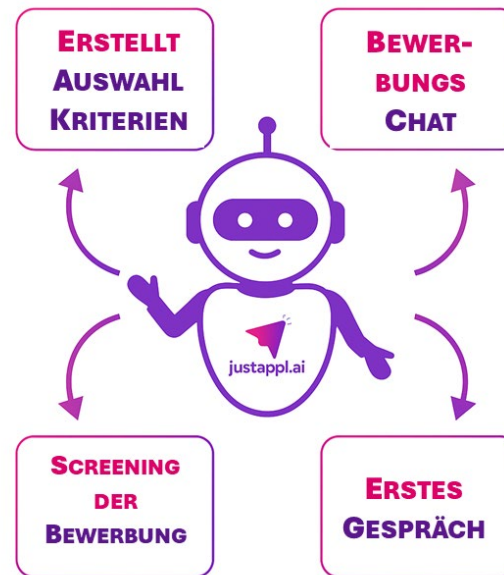 ERSTELLT
AUSWAHL
KRITERIEN
BEWER-
BUNGS
CHAT
justappl.ai
SCREENING
DER
BEWERBUNG
ERSTES
GESPRÄCH